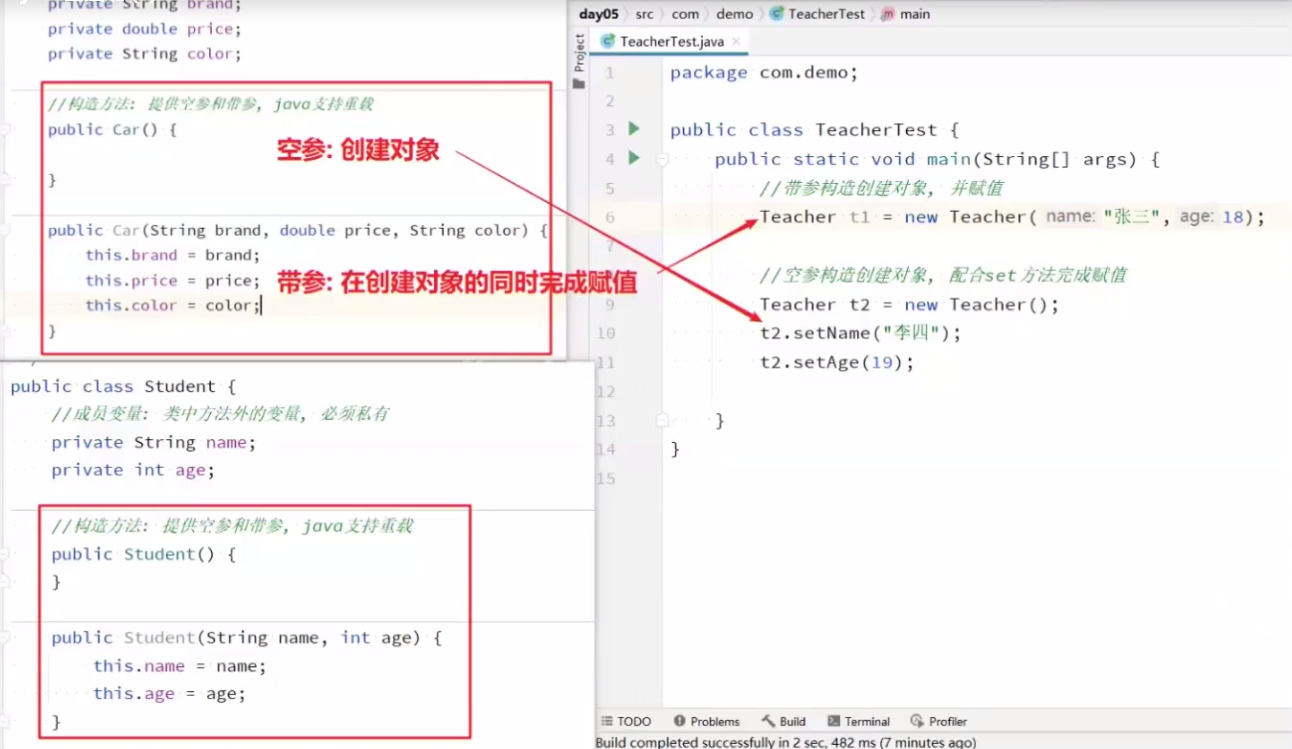 private String brand;
private double price;
private String color;
//构造方法: 提供空参和带参, java支持重载
public Car() {
空参: 创建对象
}
public Car(String brand, double price, String color) {
this.brand = brand;
this.price = price;
带参: 在创建对象的同时完成赋值
this.color = color;
}
public class Student {
//成员变量: 类中方法外的变量, 必须私有
private String name;
private int age;
//构造方法: 提供空参和带参, java支持重载
public Student() {
}
public Student(String name, int age) {
this.name = name;
this.age = age;
}
day05 src com demo TeacherTest main
Project
TeacherTest.java
1 package com.demo;
2
3 public class TeacherTest {
4 public static void main(String[] args) {
5 //带参构造创建对象, 并赋值
6 Teacher t1 = new Teacher( name: "张三", age: 18);
7
//空参构造创建对象, 配合set方法完成赋值
9 Teacher t2 = new Teacher();
10 t2.setName("李四");
11 t2.setAge(19);
12
13 }
14 }
15
TODO Problems Build Terminal Profiler
Build completed successfully in 2 sec, 482 ms (7 minutes ago)